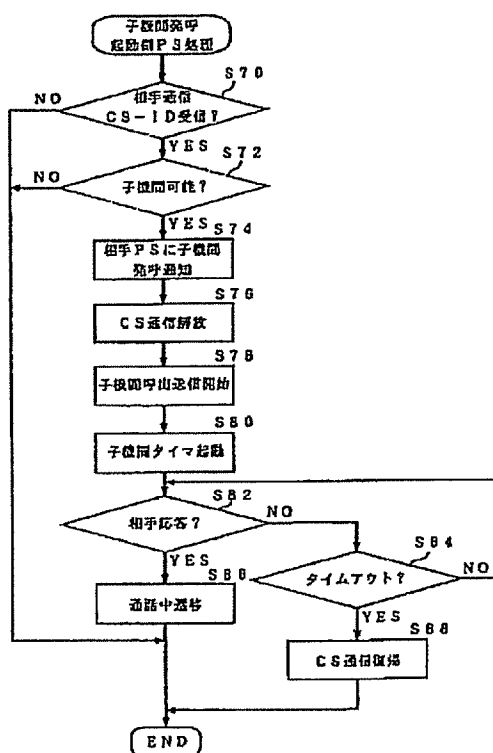 子機間発呼
起動側PS処理
S70
NO
相手通信
CS-ID受信?
YES
S72
NO
子機間可能?
YES
S74
相手PSに子機間
発呼通知
S76
CS通信解放
S78
子機間呼出送信開始
S80
子機間タイマ起動
S82
相手応答?
NO
YES
S84
タイムアウト?
NO
S86
通話中遷移
YES
S88
CS通信復帰
END